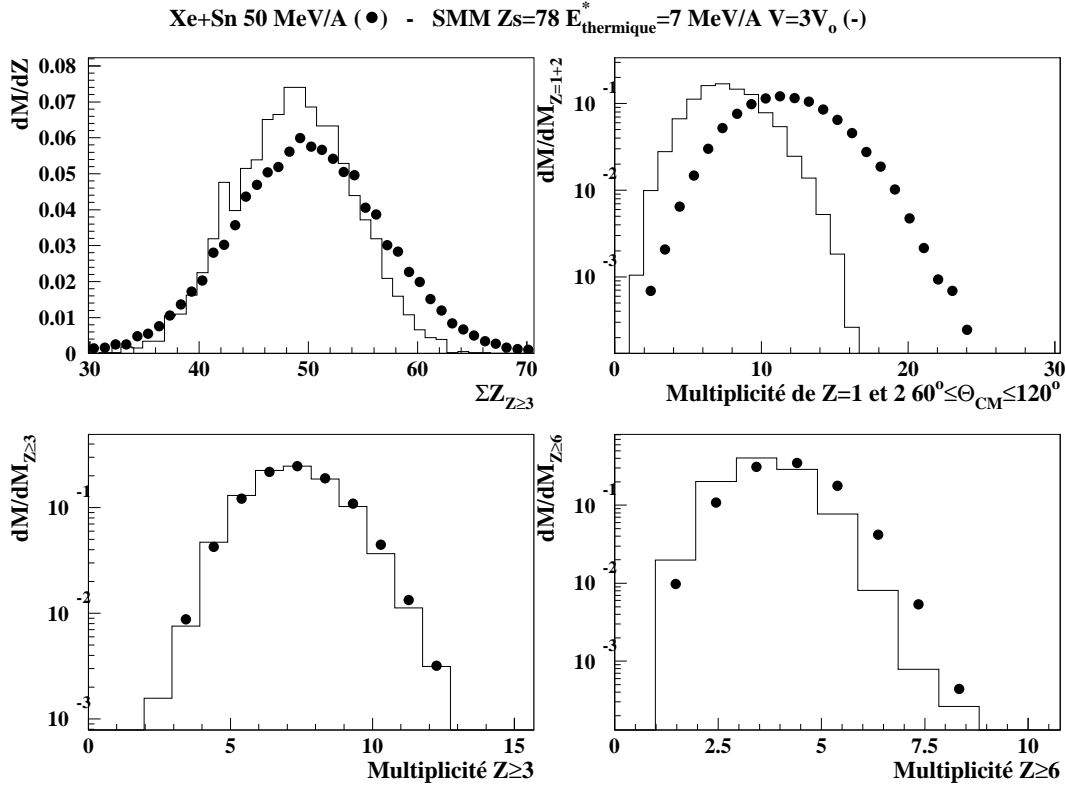 Xe+Sn 50 MeV/A (●) - SMM Zs=78 E*thermique=7 MeV/A V=3Vo (-)
dM/dZ
0.08
0.07
0.06
0.05
0.04
0.03
0.02
0.01
0
30 40 50 60 70
ΣZZ≥3
dM/dMZ=1+2
10-1
10-2
10-3
0 10 20 30
Multiplicité de Z=1 et 2 60o≤ΘCM≤120o
dM/dMZ≥3
10-1
10-2
10-3
0 5 10 15
Multiplicité Z≥3
dM/dMZ≥6
10-1
10-2
10-3
0 2.5 5 7.5 10
Multiplicité Z≥6